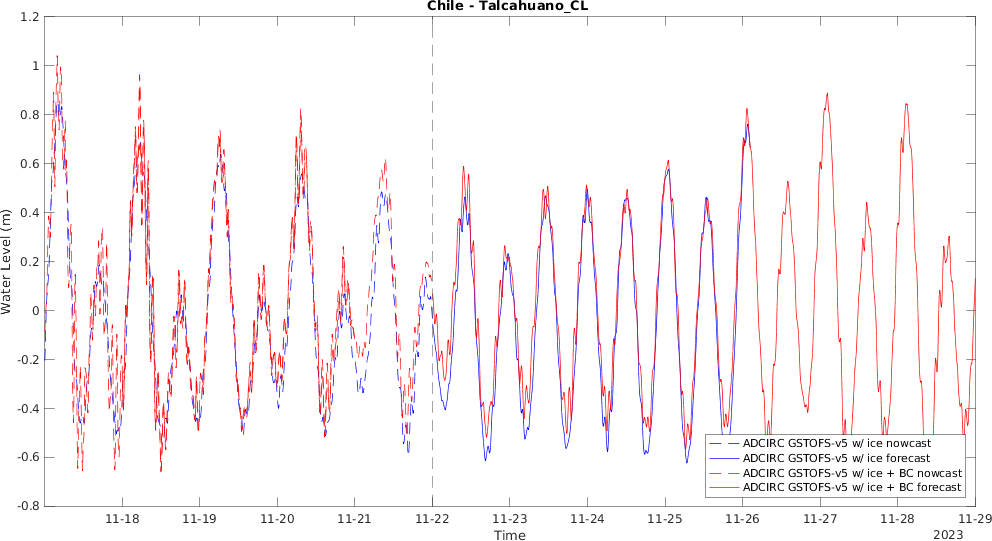 Chile - Talcahuano_CL
1.2
1
0.8
0.6
0.4
0.2
0
-0.2
-0.4
-0.6
-0.8
Water Level (m)
ADCIRC GSTOFS-v5 w/ ice nowcast
ADCIRC GSTOFS-v5 w/ ice forecast
ADCIRC GSTOFS-v5 w/ ice + BC nowcast
ADCIRC GSTOFS-v5 w/ ice + BC forecast
11-18 11-19 11-20 11-21 11-22 11-23 11-24 11-25 11-26 11-27 11-28 11-29
Time
2023